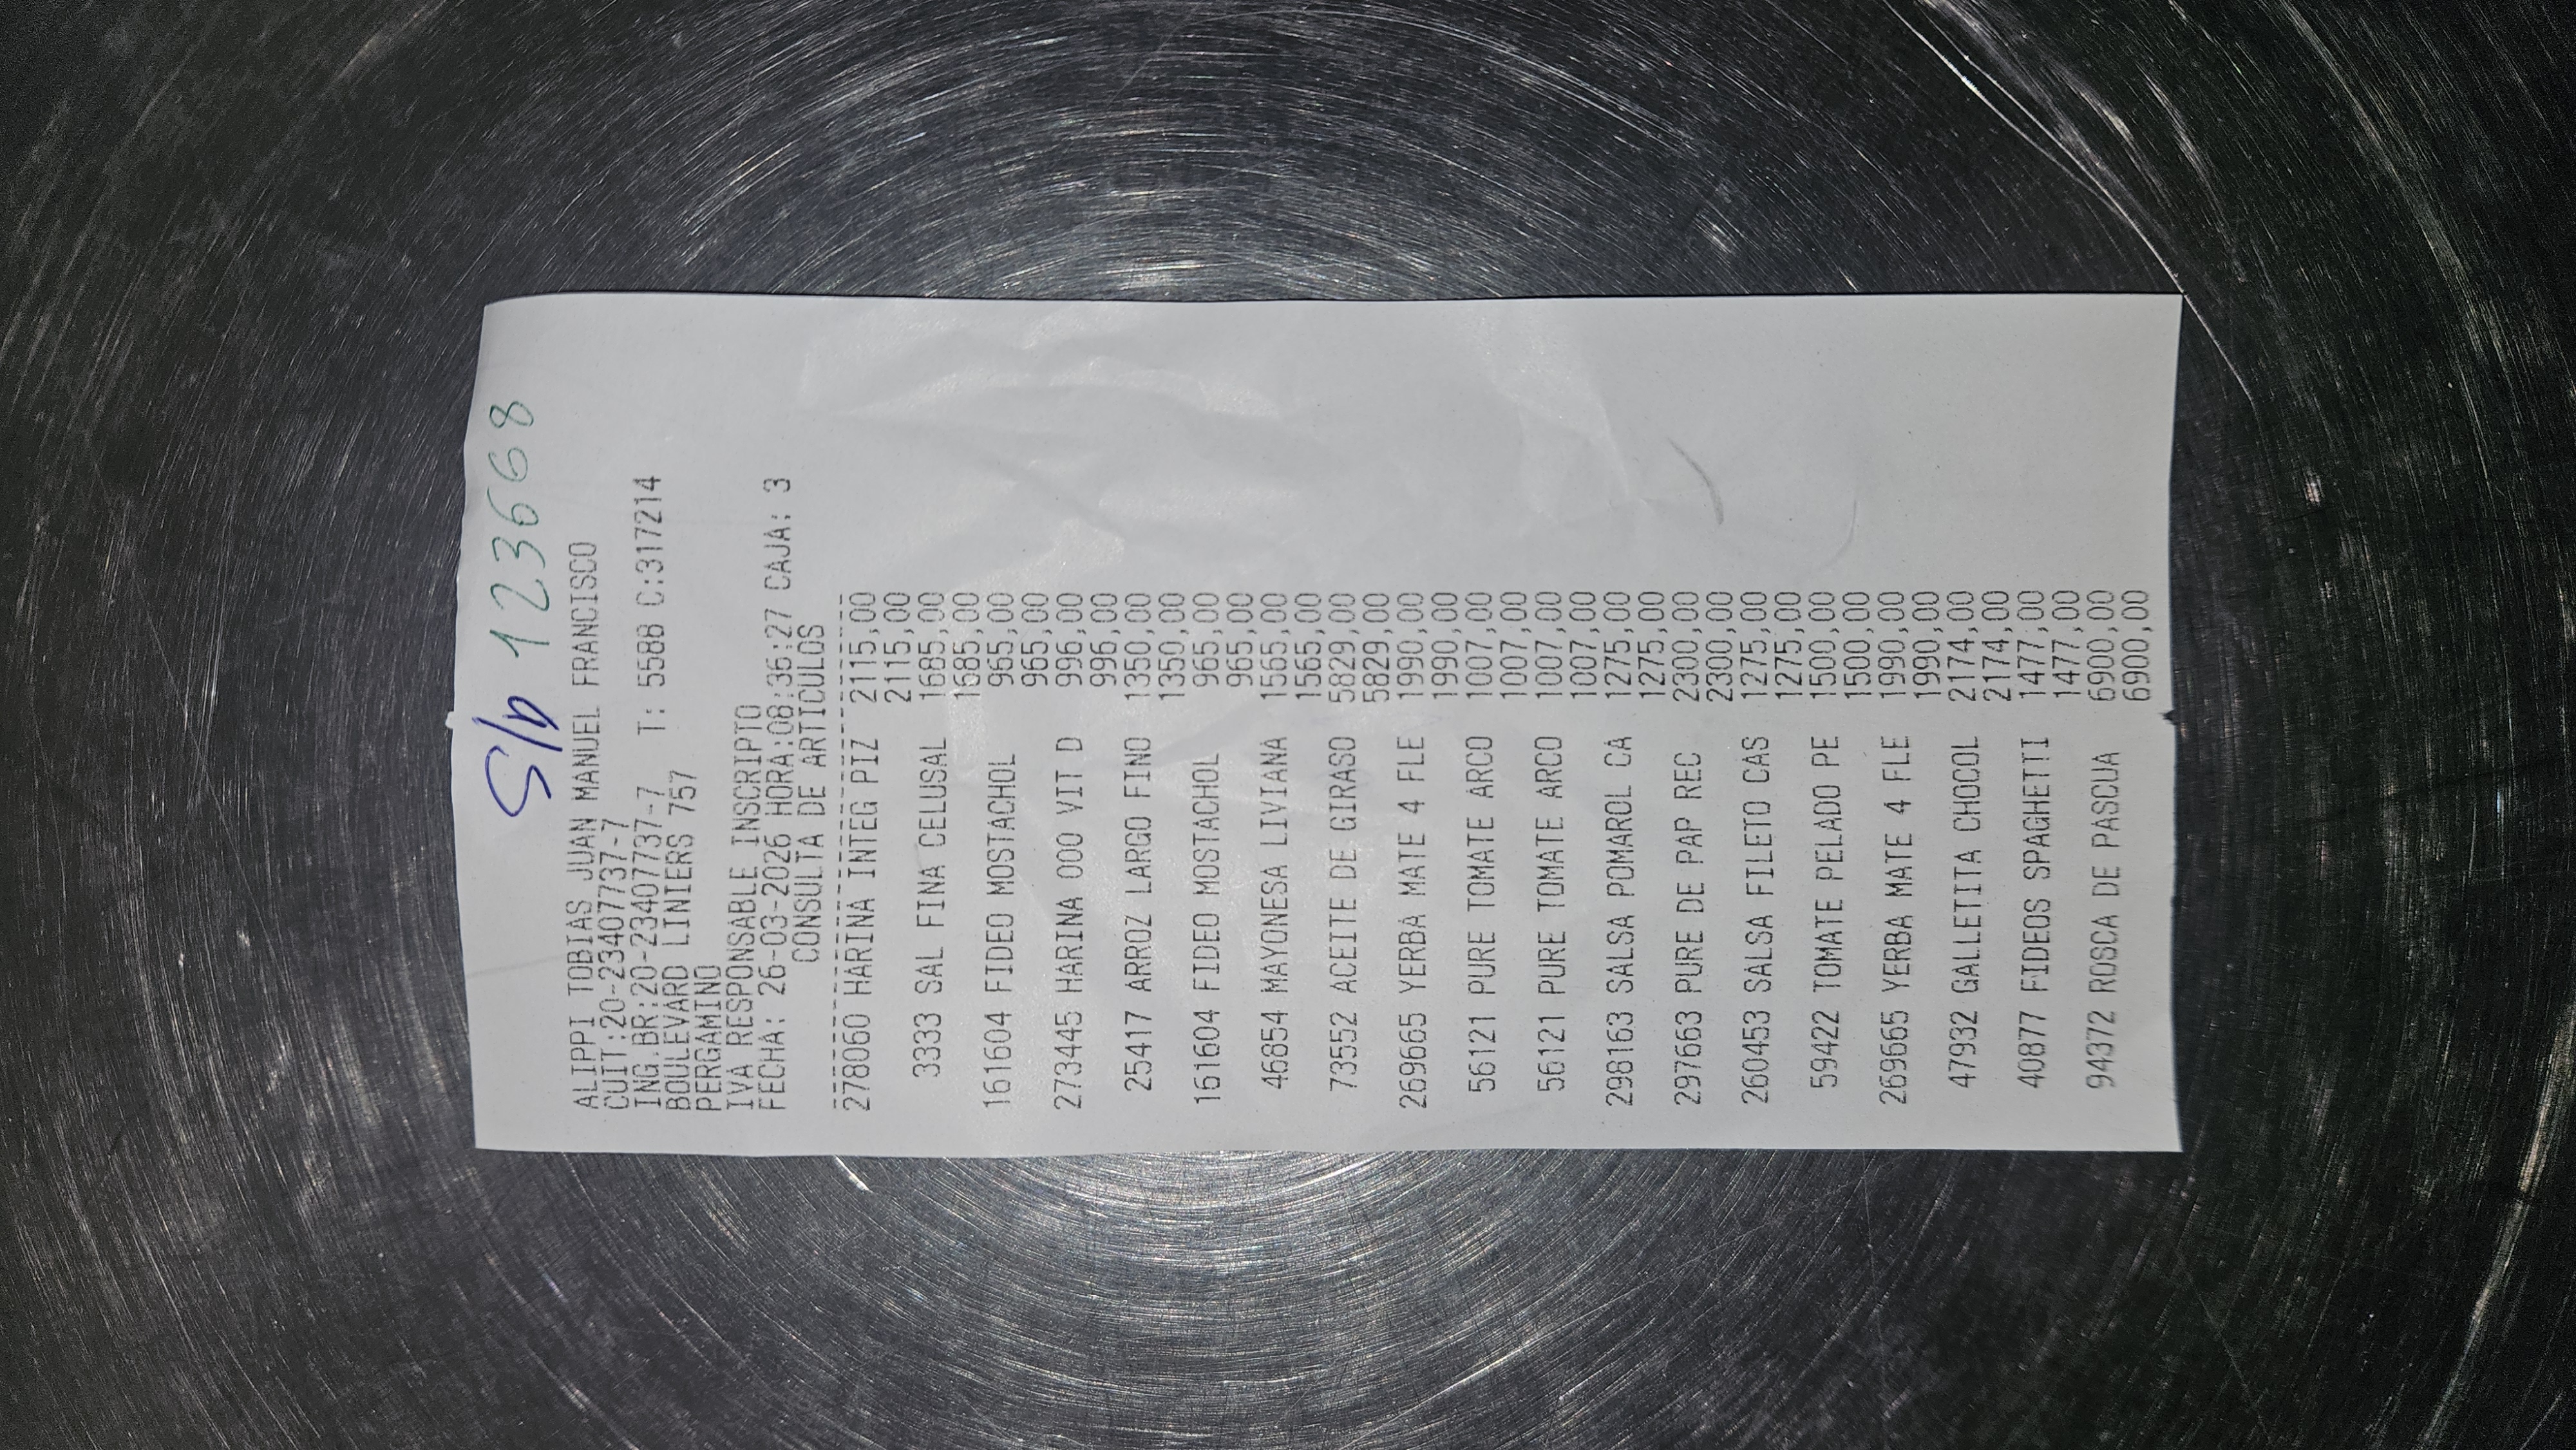 S/D 123668
ALIPPI TOBIAS JUAN MANUEL FRANCISCO
CUIT:20-23407737-7
ING.BR:20-23407737-7 T: 5588 C:317214
BOULEVARD LINIERS 757
PERGAMINO
IVA RESPONSABLE INSCRIPTO
FECHA: 26-03-2026 HORA:08:36:27 CAJA: 3
CONSULTA DE ARTICULOS
278060 HARINA INTEG PIZ 2115,00
2115,00
3333 SAL FINA CELUSAL 1685,00
1685,00
161604 FIDEO MOSTACHOL 965,00
965,00
273445 HARINA 000 VIT D 996,00
996,00
25417 ARROZ LARGO FINO 1350,00
1350,00
161604 FIDEO MOSTACHOL 965,00
965,00
46854 MAYONESA LIVIANA 1565,00
1565,00
73552 ACEITE DE GIRASO 5829,00
5829,00
269665 YERBA MATE 4 FLE 1990,00
1990,00
56121 PURE TOMATE ARCO 1007,00
1007,00
56121 PURE TOMATE ARCO 1007,00
1007,00
298163 SALSA POMAROL CA 1275,00
1275,00
297663 PURE DE PAP REC 2300,00
2300,00
260453 SALSA FILETO CAS 1275,00
1275,00
59422 TOMATE PELADO PE 1500,00
1500,00
269665 YERBA MATE 4 FLE 1990,00
1990,00
47932 GALLETITA CHOCOL 2174,00
2174,00
40877 FIDEOS SPAGHETTI 1477,00
1477,00
94372 ROSCA DE PASCUA 6900,00
6900,00